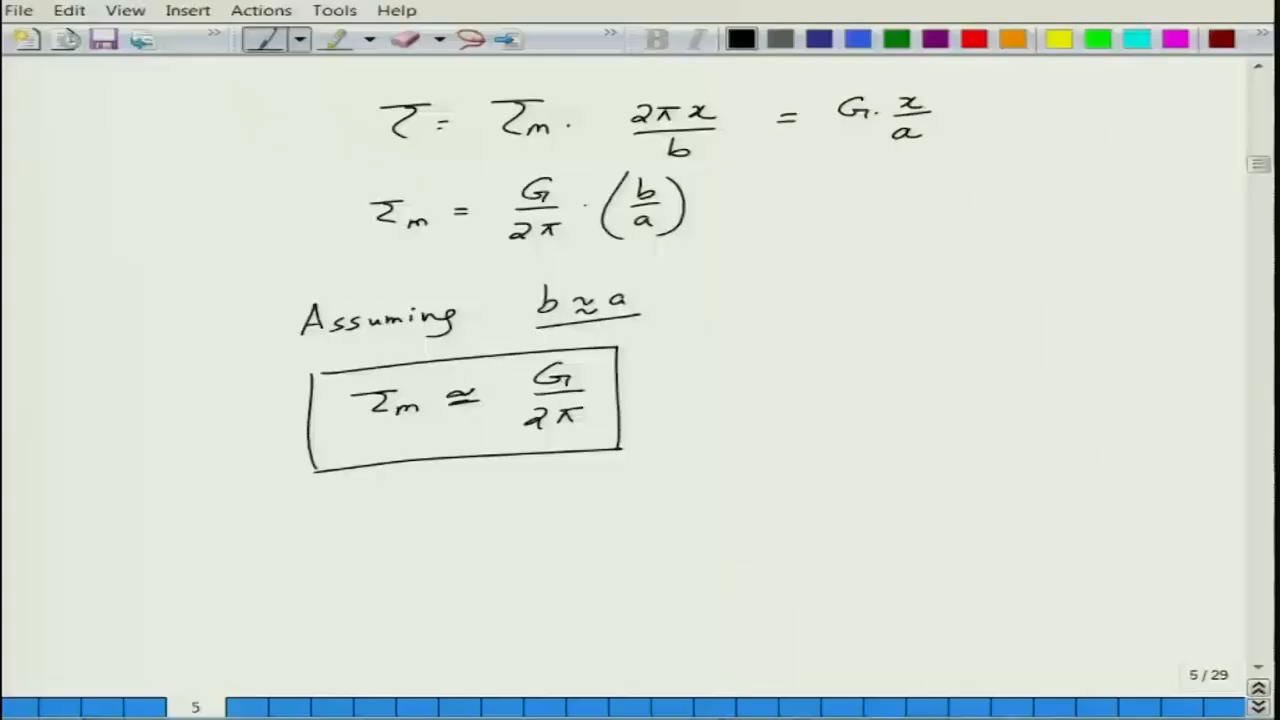 File Edit View Insert Actions Tools Help
B I
τ = τm · 2πx/b = G · x/a
τm = G/2π · (b/a)
Assuming b ≈ a
τm ≃ G/2π
5 / 29
5